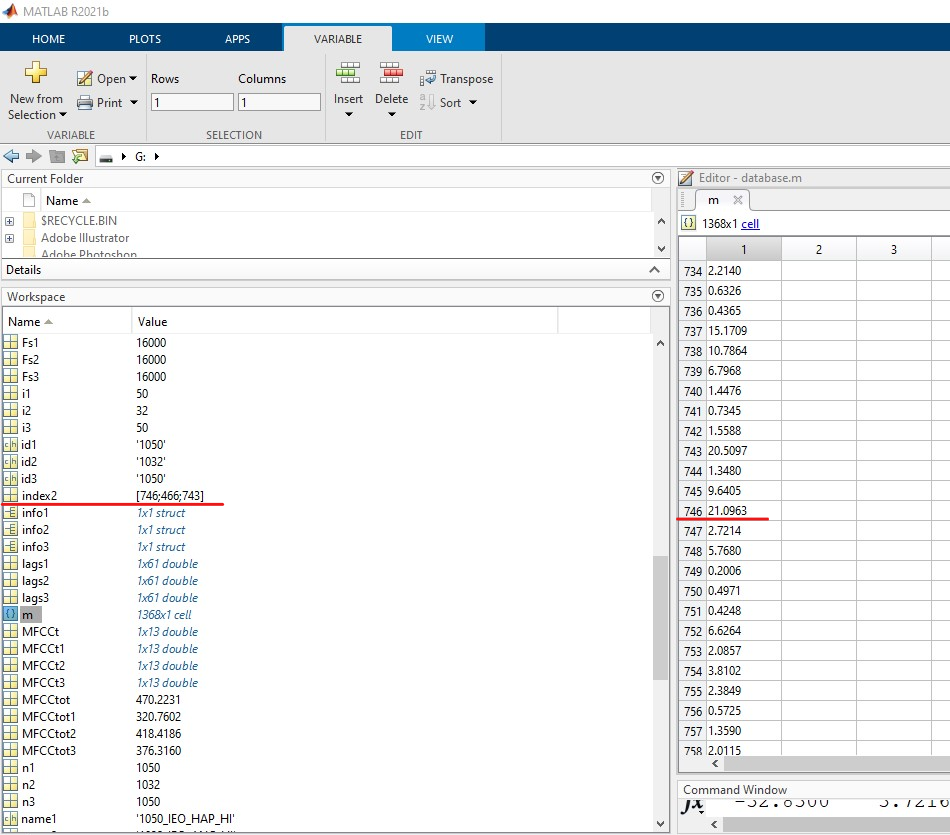 MATLAB R2021b
HOME PLOTS APPS VARIABLE VIEW
New from Selection
Open
Print
Rows Columns
1 1
Insert
Delete
Transpose
Sort
VARIABLE SELECTION EDIT
G:
Current Folder
Name
$RECYCLE.BIN
Adobe Illustrator
Adobe Photoshop
Details
Workspace
Name Value
Fs1 16000
Fs2 16000
Fs3 16000
i1 50
i2 32
i3 50
id1 '1050'
id2 '1032'
id3 '1050'
index2 [746;466;743]
info1 1x1 struct
info2 1x1 struct
info3 1x1 struct
lags1 1x61 double
lags2 1x61 double
lags3 1x61 double
m 1368x1 cell
MFCCt 1x13 double
MFCCt1 1x13 double
MFCCt2 1x13 double
MFCCt3 1x13 double
MFCCtot 470.2231
MFCCtot1 320.7602
MFCCtot2 418.4186
MFCCtot3 376.3160
n1 1050
n2 1032
n3 1050
name1 '1050_IEO_HAP_HI'
Editor - database.m
m
1368x1 cell
1 2 3
734 2.2140
735 0.6326
736 0.4365
737 15.1709
738 10.7864
739 6.7968
740 1.4476
741 0.7345
742 1.5588
743 20.5097
744 1.3480
745 9.6405
746 21.0963
747 2.7214
748 5.7680
749 0.2006
750 0.4971
751 0.4248
752 6.6264
753 2.0857
754 3.8102
755 2.3849
756 0.5725
757 1.3590
758 2.0115
Command Window
fx